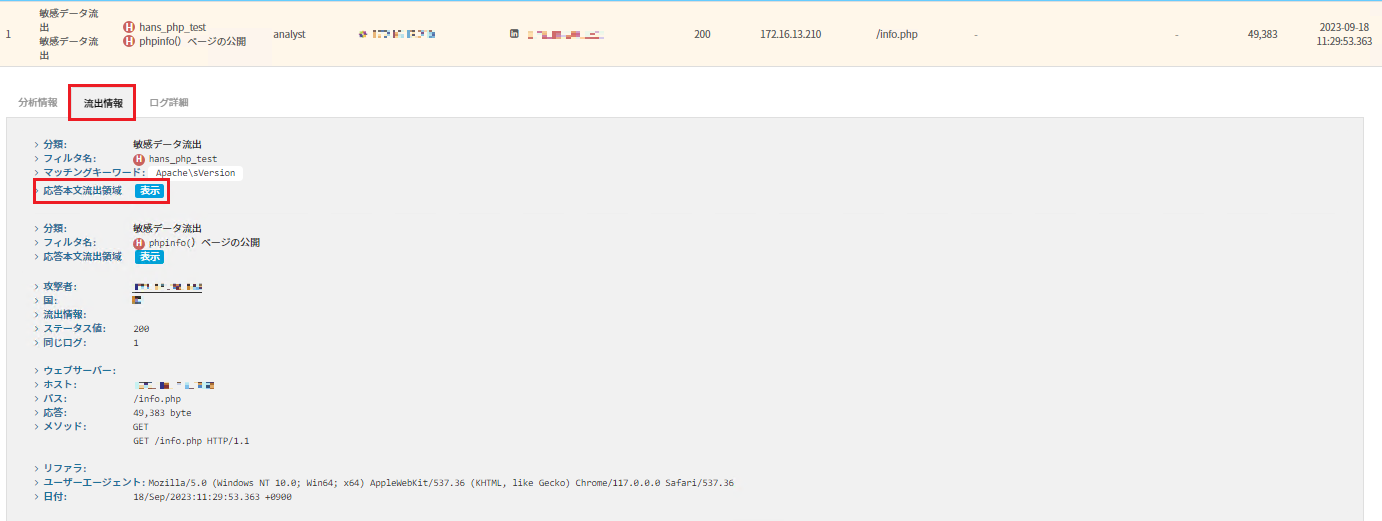 1 敏感データ流出 敏感データ流出 hans_php_test analyst 200 172.16.13.210 /info.php - - 49,383 2023-09-18
phpinfo() ページの公開 11:29:53.363
分析情報 流出情報 ログ詳細
分類: 敏感データ流出
フィルタ名: H hans_php_test
マッチングキーワード: Apache\sVersion
応答本文流出領域 表示
分類: 敏感データ流出
フィルタ名: H phpinfo() ページの公開
応答本文流出領域 表示
攻撃者:
国:
流出情報:
ステータス値: 200
同じログ: 1
ウェブサーバー:
ホスト:
パス: /info.php
応答: 49,383 byte
メソッド: GET
GET /info.php HTTP/1.1
リファラ:
ユーザーエージェント: Mozilla/5.0 (Windows NT 10.0; Win64; x64) AppleWebKit/537.36 (KHTML, like Gecko) Chrome/117.0.0.0 Safari/537.36
日付: 18/Sep/2023:11:29:53.363 +0900